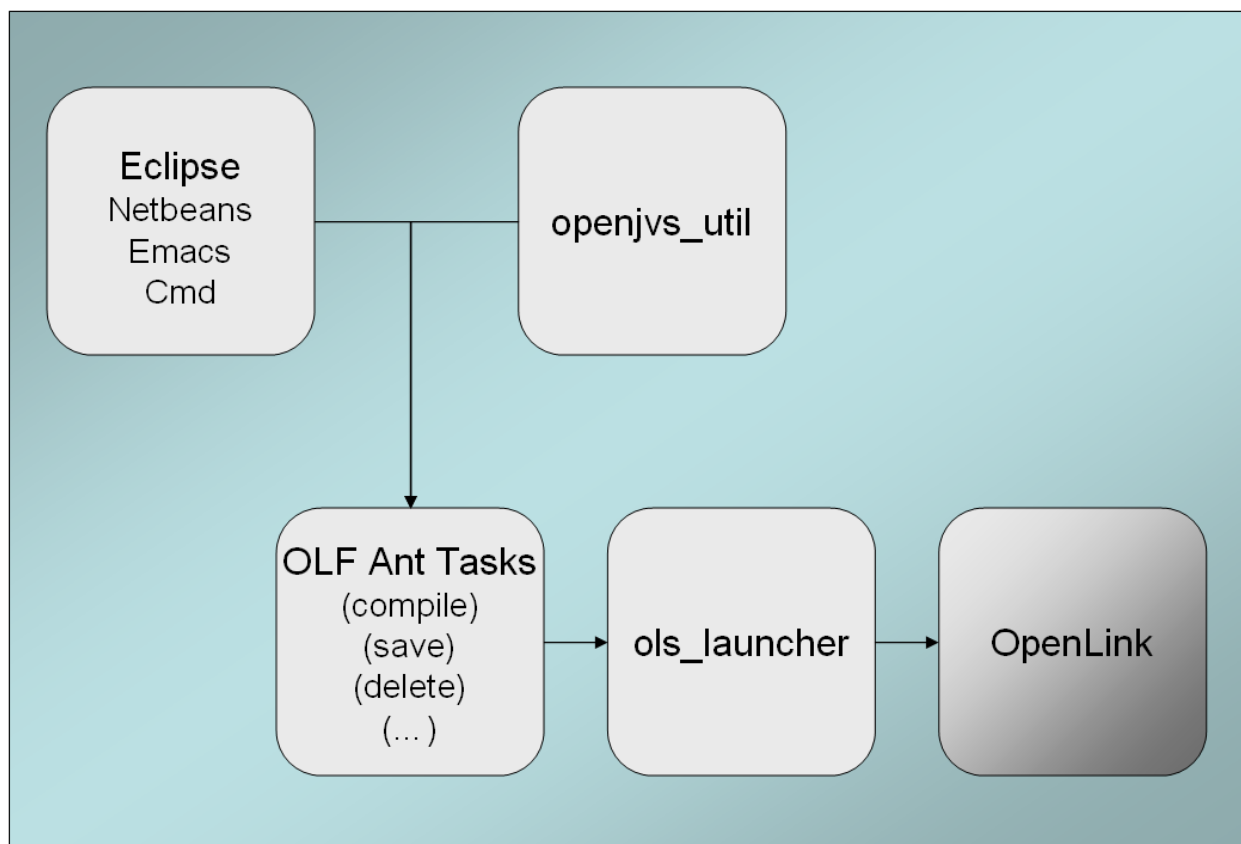 Eclipse
Netbeans
Emacs
Cmd
openjvs_util
OLF Ant Tasks
(compile)
(save)
(delete)
(...)
ols_launcher
OpenLink